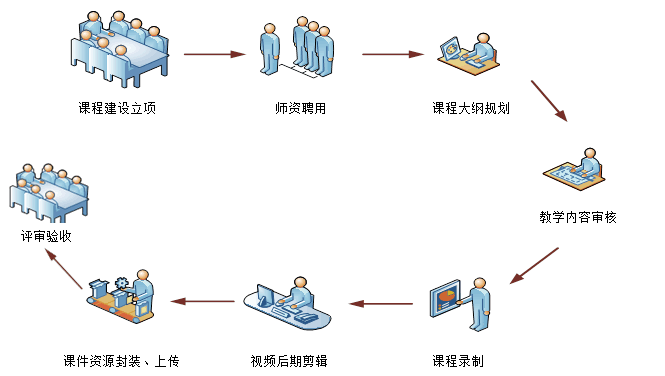 课程建设立项
师资聘用
课程大纲规划
教学内容审核
课程录制
视频后期剪辑
课件资源封装、上传
评审验收